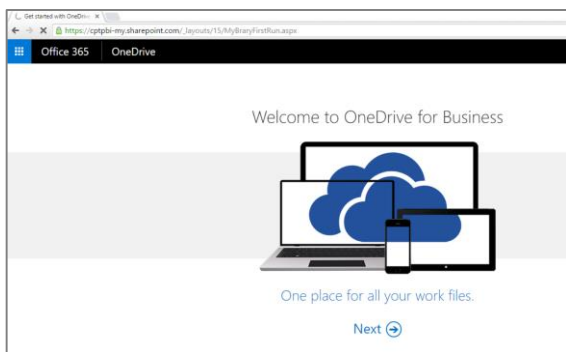 Get started with OneDriv
https://cptpbi-my.sharepoint.com/_layouts/15/MyBraryFirstRun.aspx
Office 365 OneDrive
Welcome to OneDrive for Business
One place for all your work files.
Next